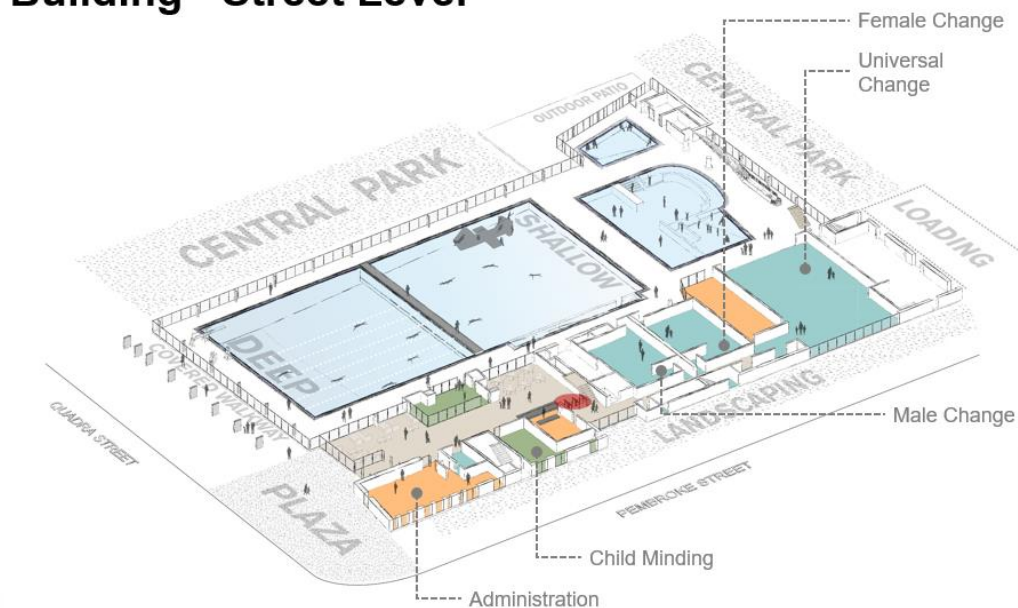 Building - Street Level
Female Change
Universal
Change
OUTDOOR PATIO
CENTRAL PARK
CENTRAL PARK
LOADING
SHALLOW
DEEP
COVERED WALKWAY
QUADRA STREET
LANDSCAPING
Male Change
PLAZA
PEMBROKE STREET
Child Minding
Administration